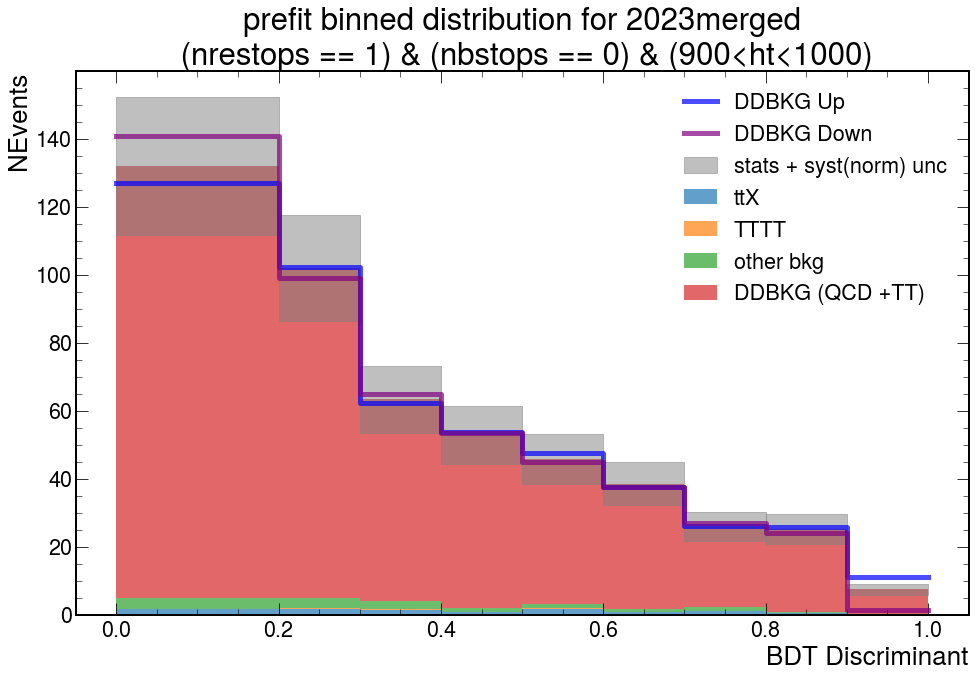 prefit binned distribution for 2023merged
(nrestops == 1) & (nbstops == 0) & (900<ht<1000)
NEvents
DDBKG Up
DDBKG Down
stats + syst(norm) unc
ttX
TTTT
other bkg
DDBKG (QCD +TT)
140
120
100
80
60
40
20
0
0.0 0.2 0.4 0.6 0.8 1.0
BDT Discriminant